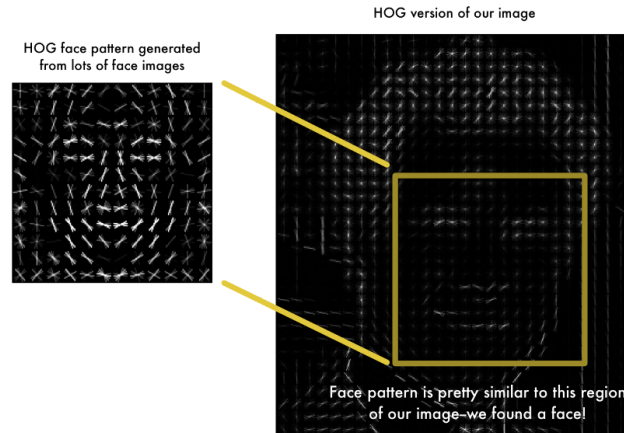 HOG version of our image
HOG face pattern generated
from lots of face images
Face pattern is pretty similar to this region
of our image–we found a face!